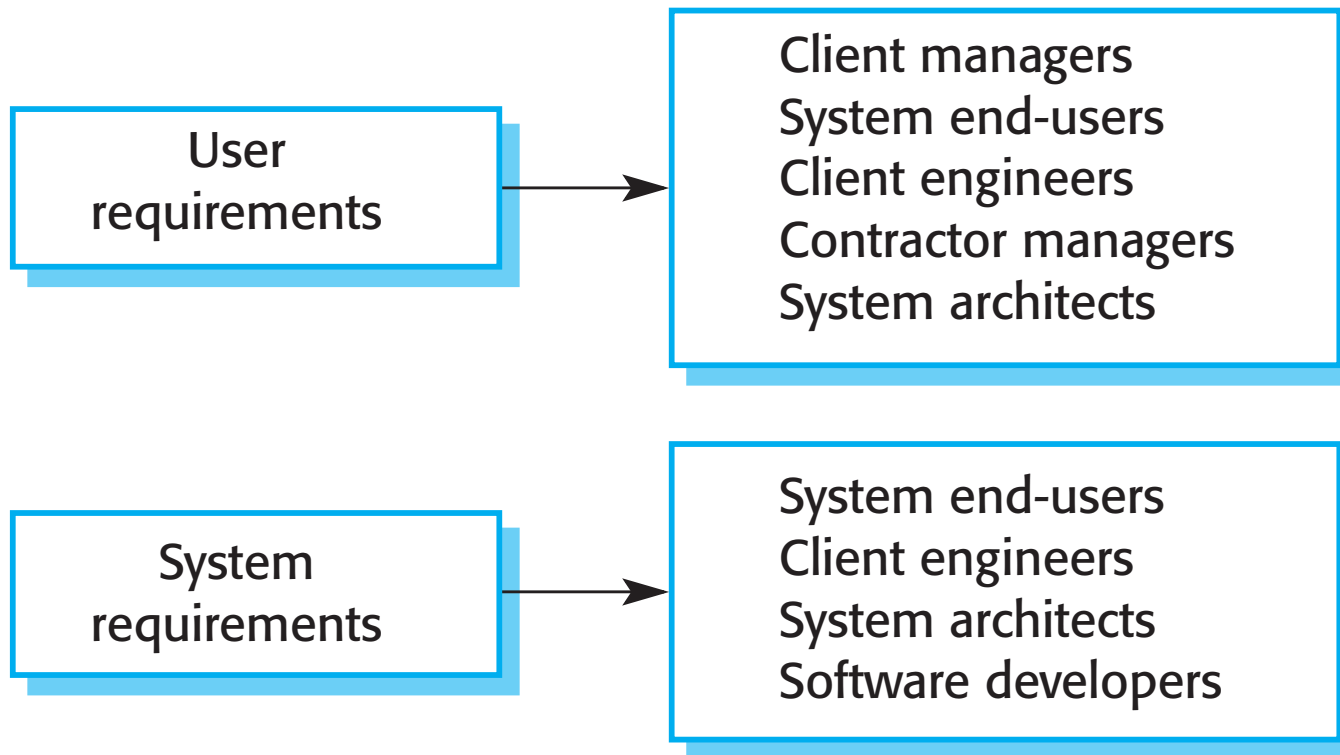 User
requirements
Client managers
System end-users
Client engineers
Contractor managers
System architects
System
requirements
System end-users
Client engineers
System architects
Software developers